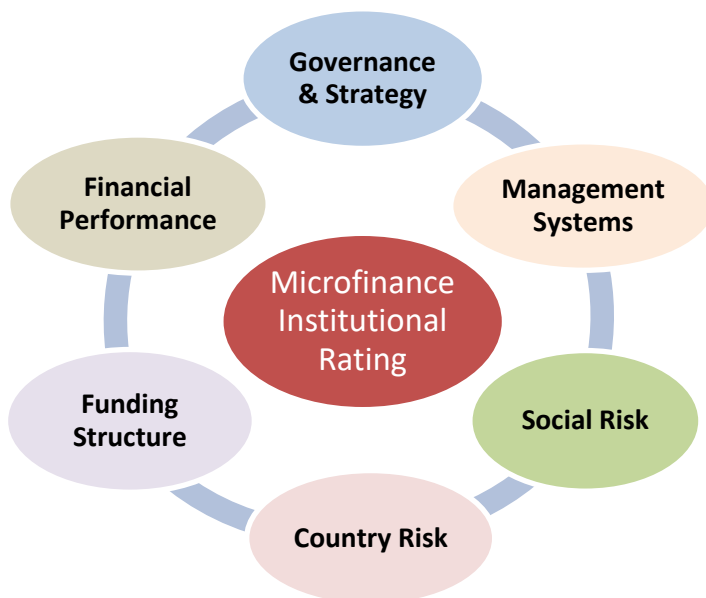 Governance
& Strategy
Management
Systems
Social Risk
Country Risk
Funding
Structure
Financial
Performance
Microfinance
Institutional
Rating